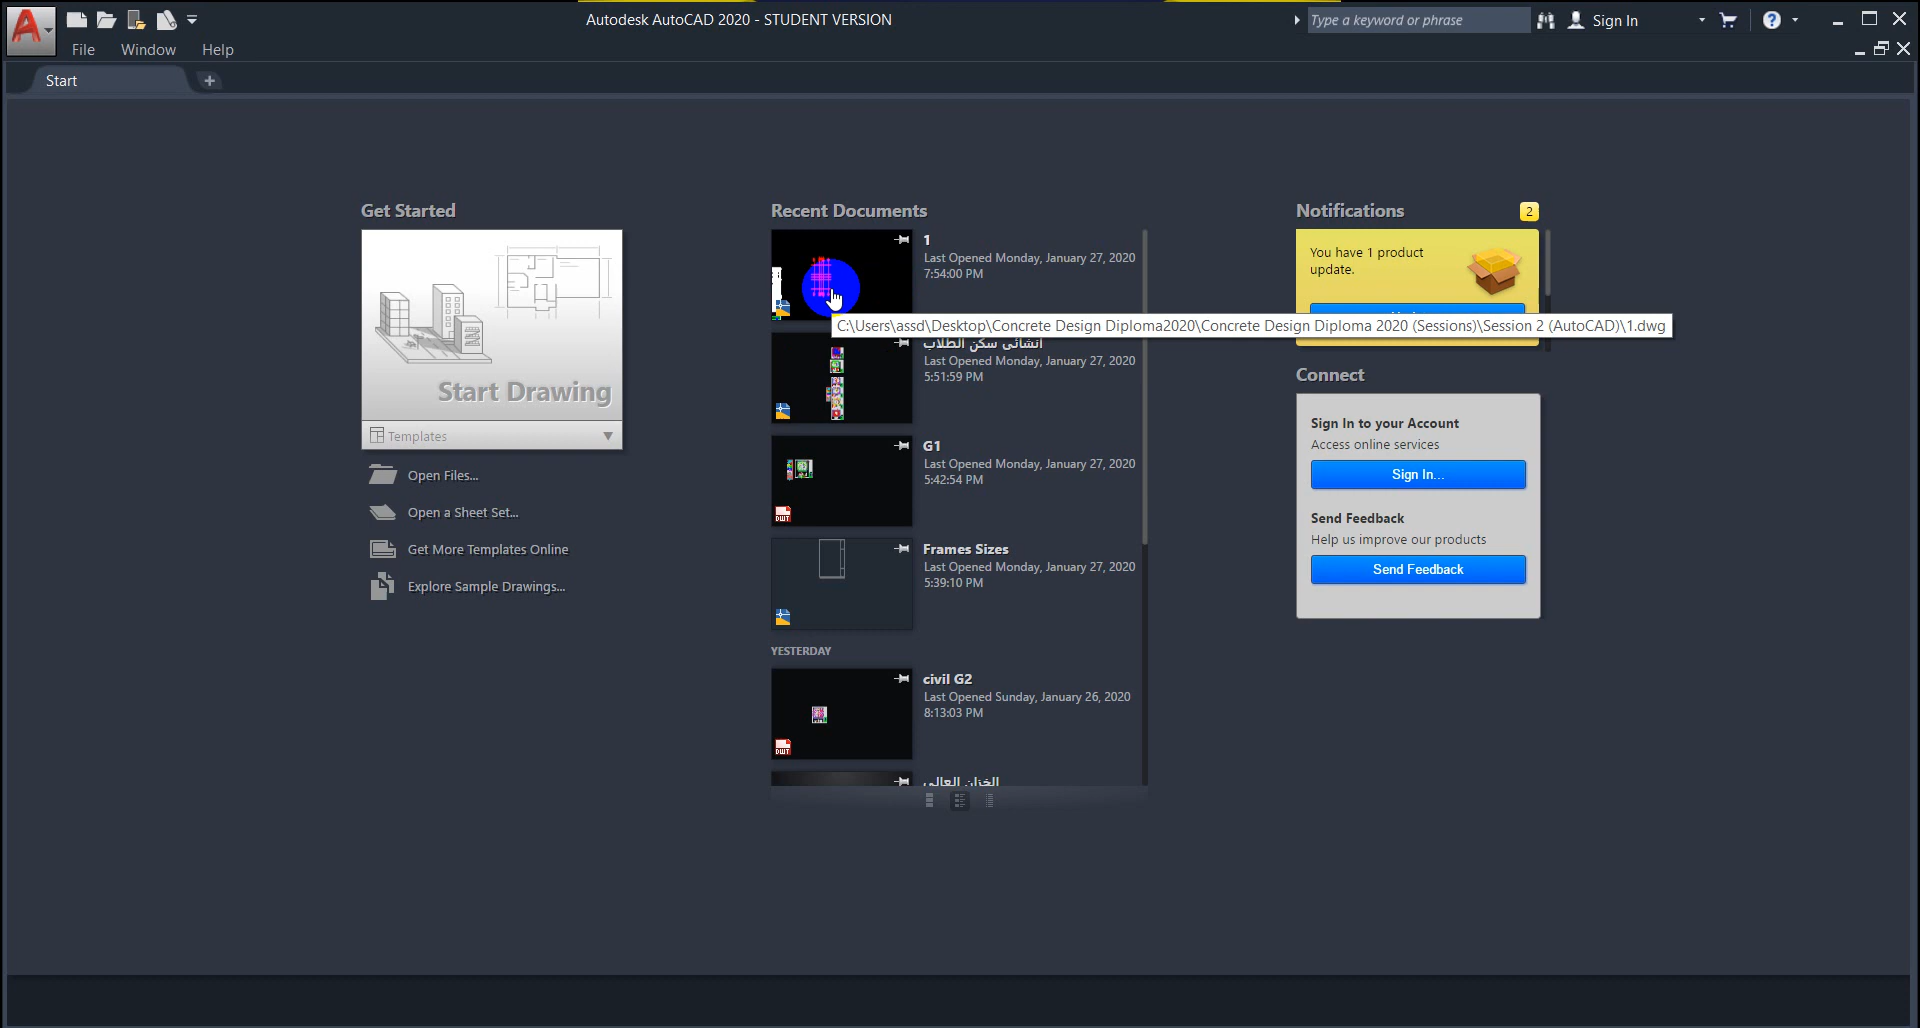 Autodesk AutoCAD 2020 - STUDENT VERSION
Type a keyword or phrase
Sign In
File Window Help
Start
Get Started
Start Drawing
Templates
Open Files...
Open a Sheet Set...
Get More Templates Online
Explore Sample Drawings...
Recent Documents
1
Last Opened Monday, January 27, 2020
7:54:00 PM
C:\Users\assd\Desktop\Concrete Design Diploma2020\Concrete Design Diploma 2020 (Sessions)\Session 2 (AutoCAD)\1.dwg
انشائى سكن الطلاب
Last Opened Monday, January 27, 2020
5:51:59 PM
G1
Last Opened Monday, January 27, 2020
5:42:54 PM
DWT
Frames Sizes
Last Opened Monday, January 27, 2020
5:39:10 PM
YESTERDAY
civil G2
Last Opened Sunday, January 26, 2020
8:13:03 PM
DWT
الخزان العالى
Notifications
2
You have 1 product
update.
Connect
Sign In to your Account
Access online services
Sign In...
Send Feedback
Help us improve our products
Send Feedback